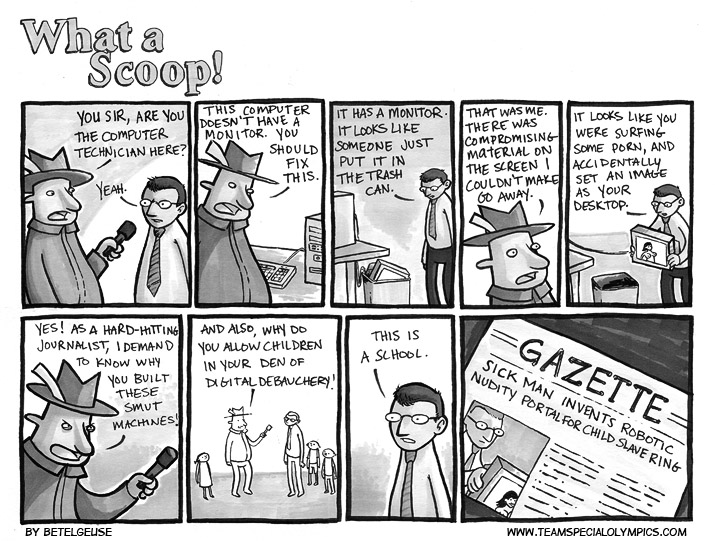 What a
Scoop!
YOU SIR, ARE YOU
THE COMPUTER
TECHNICIAN HERE?
YEAH.
THIS COMPUTER
DOESN'T HAVE A
MONITOR. YOU
SHOULD
FIX
THIS.
IT HAS A MONITOR.
IT LOOKS LIKE
SOMEONE JUST
PUT IT IN
THE TRASH
CAN.
THAT WAS ME.
THERE WAS
COMPROMISING
MATERIAL ON
THE SCREEN I
COULDN'T MAKE
GO AWAY.
IT LOOKS LIKE YOU
WERE SURFING
SOME PORN, AND
ACCIDENTALLY
SET AN IMAGE
AS YOUR
DESKTOP.
YES! AS A HARD-HITTING
JOURNALIST, I DEMAND
TO KNOW WHY
YOU BUILT
THESE
SMUT
MACHINES!
AND ALSO, WHY DO
YOU ALLOW CHILDREN
IN YOUR DEN OF
DIGITAL DEBAUCHERY!
THIS IS
A SCHOOL.
GAZETTE
SICK MAN INVENTS ROBOTIC
NUDITY PORTAL FOR CHILD SLAVE RING
BY BETELGEUSE
WWW.TEAMSPECIALOLYMPICS.COM